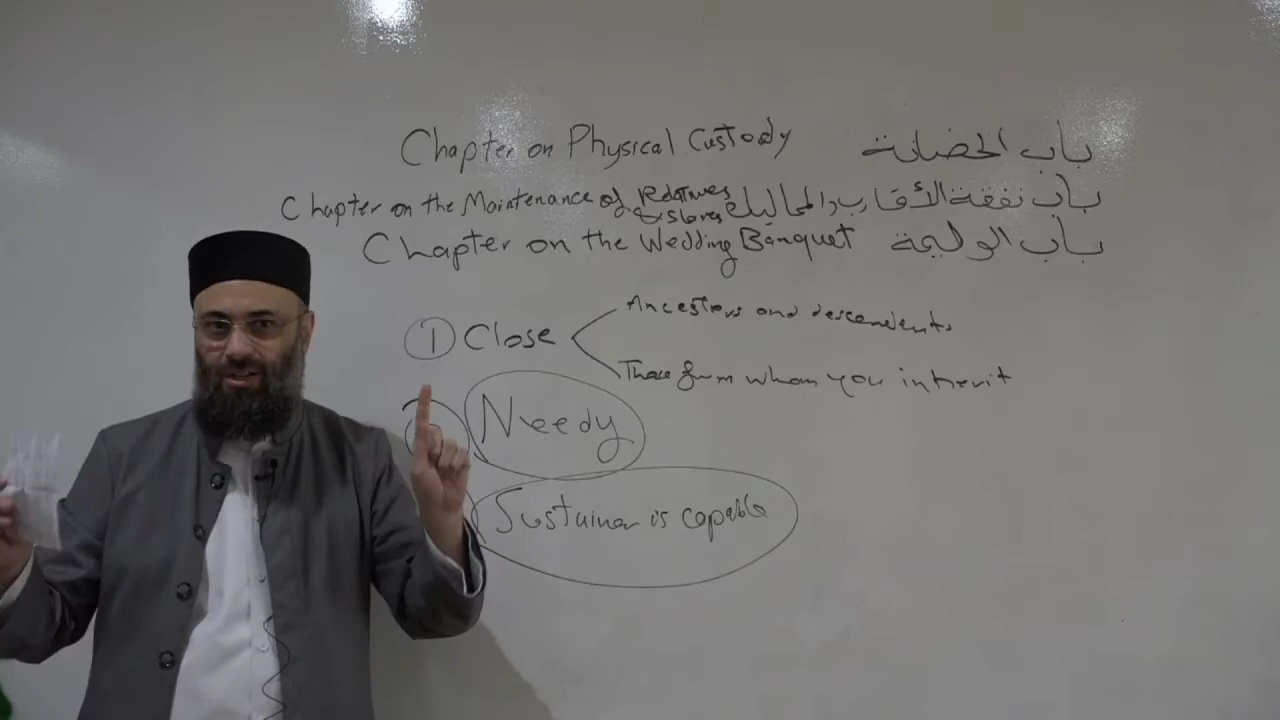 Chapter on Physical Custody باب الحضانة
Chapter on the Maintenance of Relatives & Slaves باب نفقة الأقارب والمماليك
Chapter on the Wedding Banquet باب الوليمة
① Close
Ancestors and descendents
Those from whom you inherit
Needy
Sustainer is capable